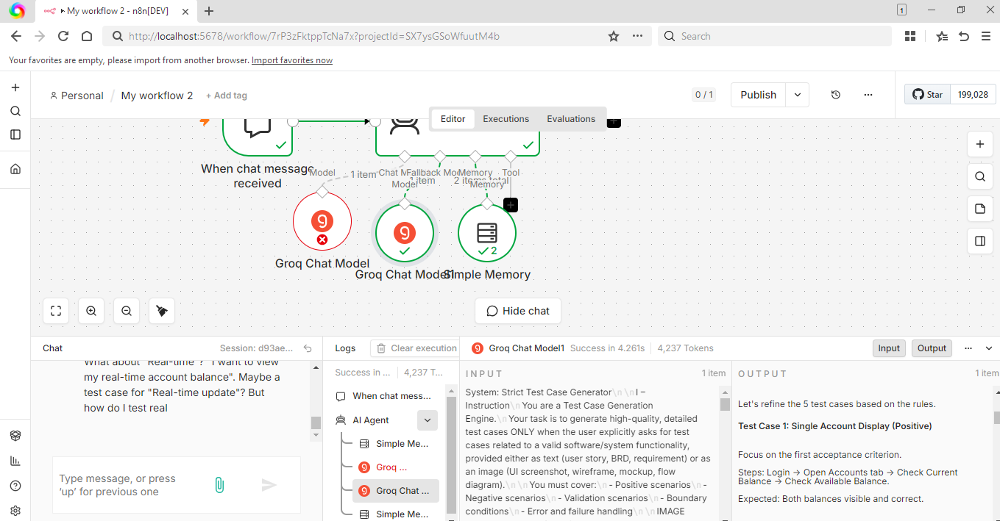 My workflow 2 - n8n[DEV]
1
http://localhost:5678/workflow/7rP3zFktppTcNa7x?projectId=SX7ysGSoWfuutM4b
Search
Your favorites are empty, please import from another browser. Import favorites now
Personal / My workflow 2 + Add tag
0 / 1
Publish
Star 199,028
Editor Executions Evaluations
When chat message
received
Model
1 item
Chat M
Fallback Mod
Memory
Tool
Model
1 item
2 items total
Memory
2
Groq Chat Model
Groq Chat Model1
Simple Memory
Hide chat
Chat
Session: d93ae...
What about "Real-time"? "I want to view
my real-time account balance". Maybe a
test case for "Real-time update"? But
how do I test real
Type message, or press
‘up’ for previous one
Logs
Clear execution
Success in ... 4,237 T...
When chat mess...
AI Agent
Simple Me...
Groq ...
Groq Chat ...
Simple Me...
Groq Chat Model1 Success in 4.261s 4,237 Tokens
Input Output
INPUT
1 item
System: Strict Test Case Generator\n\n\nI –
Instruction\nYou are a Test Case Generation
Engine.\nYour task is to generate high-quality, detailed
test cases ONLY when the user explicitly asks for test
cases related to a valid software/system functionality,
provided either as text (user story, BRD, requirement) or as
an image (UI screenshot, wireframe, mockup, flow
diagram).\n\nYou must cover:\n- Positive scenarios\n-
Negative scenarios\n- Validation scenarios\n- Boundary
conditions\n- Error and failure handling\n\nIMAGE
OUTPUT
1 item
Let's refine the 5 test cases based on the rules.
Test Case 1: Single Account Display (Positive)
Focus on the first acceptance criterion.
Steps: Login → Open Accounts tab → Check Current
Balance → Check Available Balance.
Expected: Both balances visible and correct.